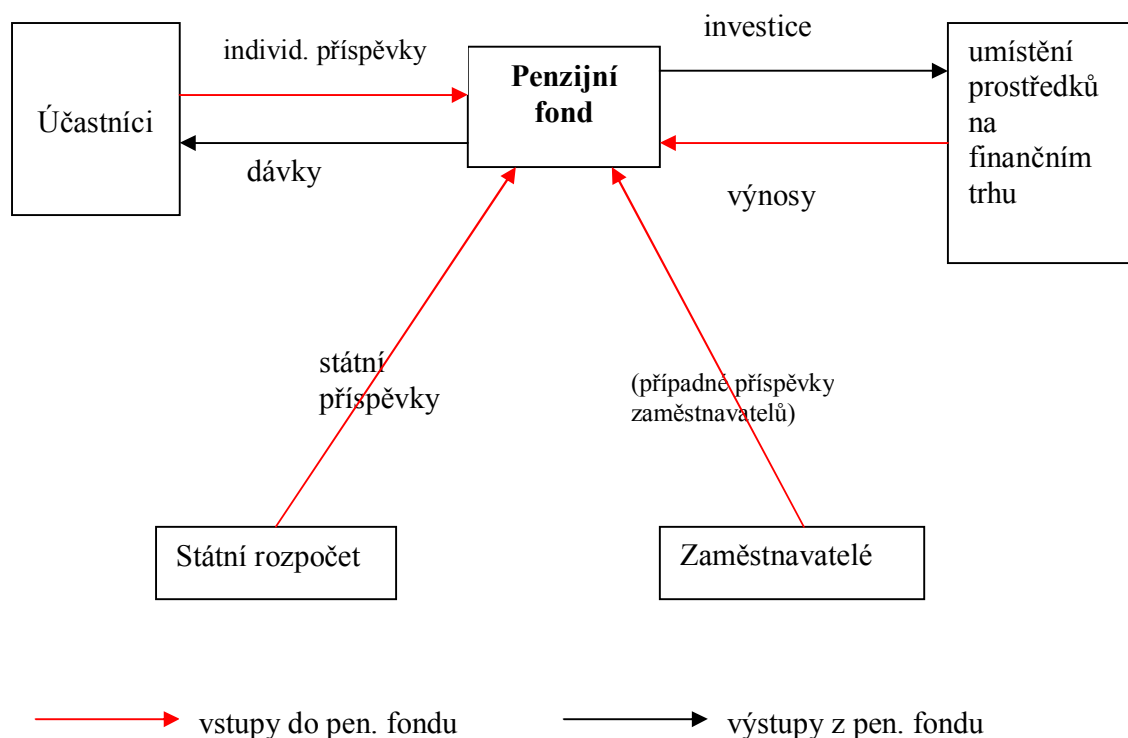 individ. příspěvky
investice
Účastníci
Penzijní
fond
umístění
prostředků
na
finančním
trhu
dávky
výnosy
státní
příspěvky
(případné příspěvky
zaměstnavatelů)
Státní rozpočet
Zaměstnavatelé
vstupy do pen. fondu
výstupy z pen. fondu